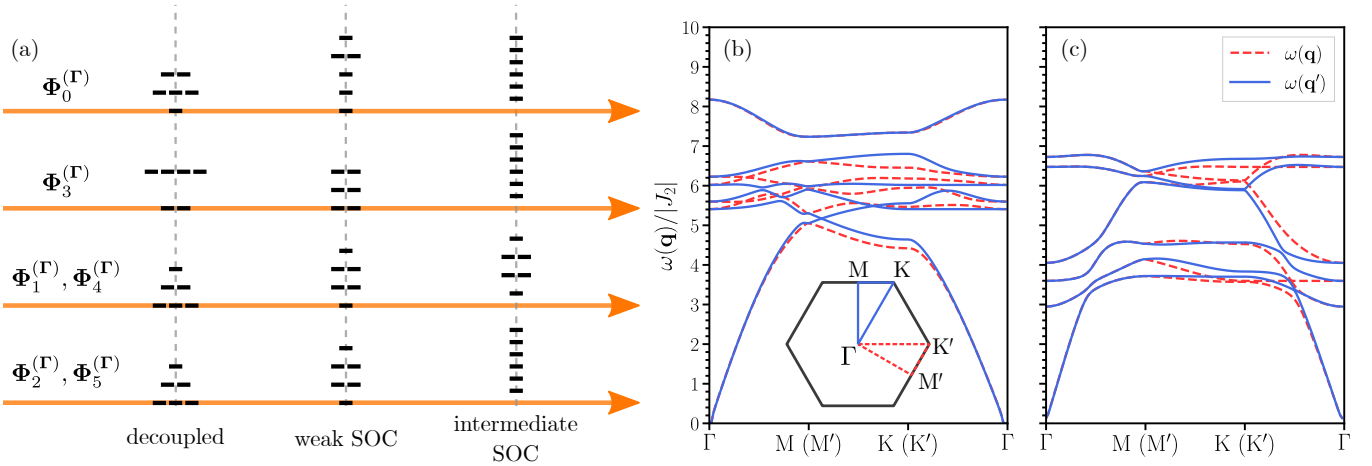 (a)
Φ₀^(Γ)
Φ₃^(Γ)
Φ₁^(Γ), Φ₄^(Γ)
Φ₂^(Γ), Φ₅^(Γ)
decoupled
weak SOC
intermediate
SOC
(b)
ω(q)/|J₂|
10
9
8
7
6
5
4
3
2
1
0
M
K
Γ
K′
M′
Γ
M (M′)
K (K′)
Γ
(c)
ω(q)
ω(q′)
Γ
M (M′)
K (K′)
Γ